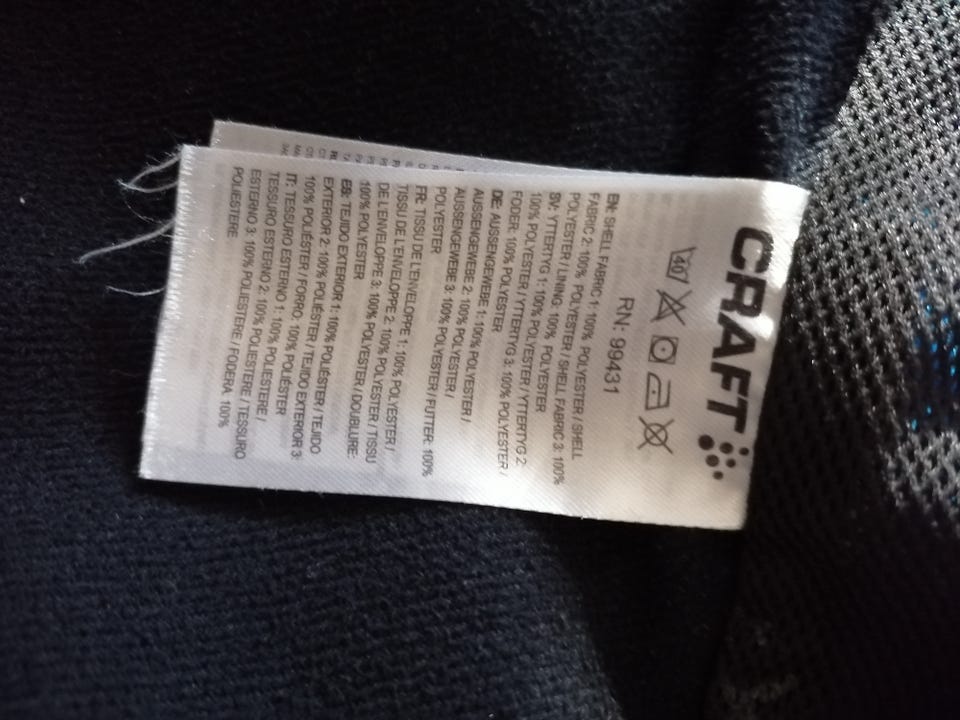 CRAFT
40
RN: 99431
EN: SHELL FABRIC 1: 100% POLYESTER / SHELL
FABRIC 2: 100% POLYESTER / SHELL FABRIC 3: 100%
POLYESTER / LINING, 100% POLYESTER
SV: YTTERTYG 1: 100% POLYESTER / YTTERTYG 2
100% POLYESTER / YTTERTYG 3: 100% POLYESTER /
FODER: 100% POLYESTER
DE: AUSSENGEWEBE 1: 100% POLYESTER /
AUSSENGEWEBE 2: 100% POLYESTER /
AUSSENGEWEBE 3: 100% POLYESTER / FUTTER: 100%
POLYESTER
FR: TISSU DE L'ENVELOPPE 1: 100% POLYESTER /
TISSU DE L'ENVELOPPE 2: 100% POLYESTER / TISSU
DE L'ENVELOPPE 3: 100% POLYESTER / DOUBLURE:
100% POLYESTER
ES: TEJIDO EXTERIOR 1: 100% POLIÉSTER / TEJIDO
EXTERIOR 2: 100% POLIÉSTER / TEJIDO EXTERIOR 3:
100% POLIÉSTER / FORRO, 100% POLIÉSTER
IT: TESSURO ESTERNO 1: 100% POLIESTERE /
TESSURO ESTERNO 2: 100% POLIESTERE / TESSURO
ESTERNO 3: 100% POLIESTERE / FODERA, 100%
POLIESTERE